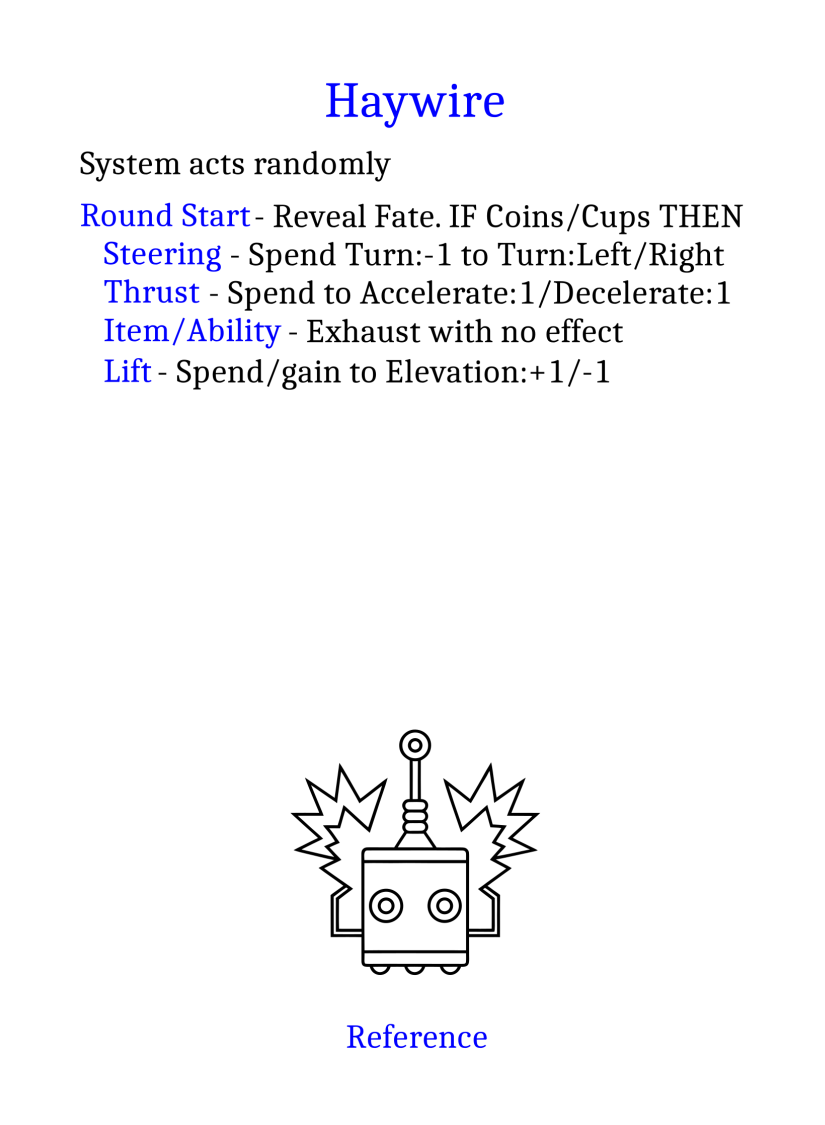 Haywire
System acts randomly
Round Start - Reveal Fate. IF Coins/Cups THEN
Steering - Spend Turn:-1 to Turn:Left/Right
Thrust - Spend to Accelerate:1/Decelerate:1
Item/Ability - Exhaust with no effect
Lift - Spend/gain to Elevation:+1/-1
Reference